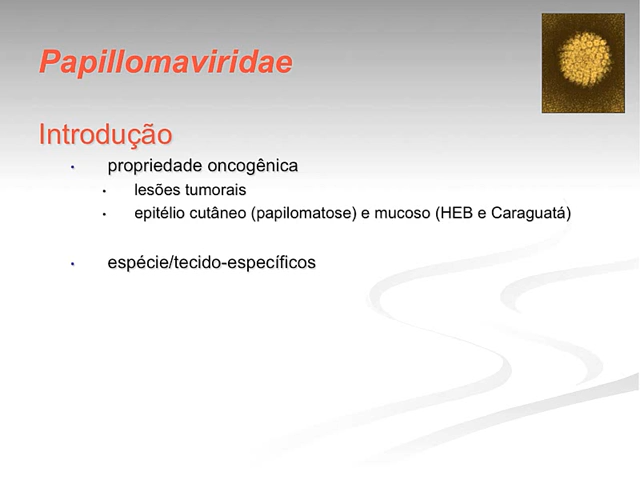 Papillomaviridae
Introdução
• propriedade oncogênica
• lesões tumorais
• epitélio cutâneo (papilomatose) e mucoso (HEB e Caraguatá)
• espécie/tecido-específicos